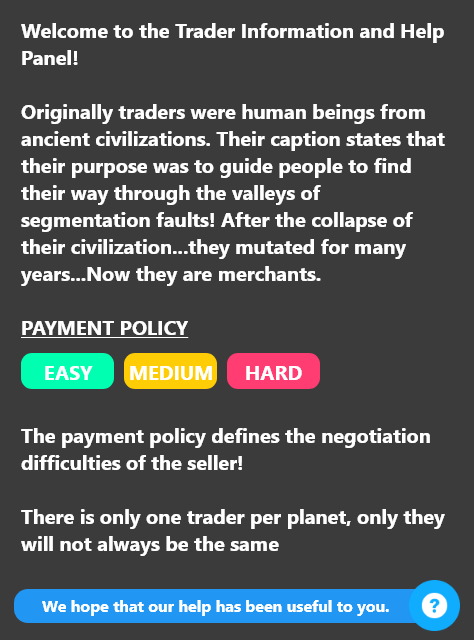 Welcome to the Trader Information and Help
Panel!
Originally traders were human beings from
ancient civilizations. Their caption states that
their purpose was to guide people to find
their way through the valleys of
segmentation faults! After the collapse of
their civilization...they mutated for many
years...Now they are merchants.
PAYMENT POLICY
EASY MEDIUM HARD
The payment policy defines the negotiation
difficulties of the seller!
There is only one trader per planet, only they
will not always be the same
We hope that our help has been useful to you. ?